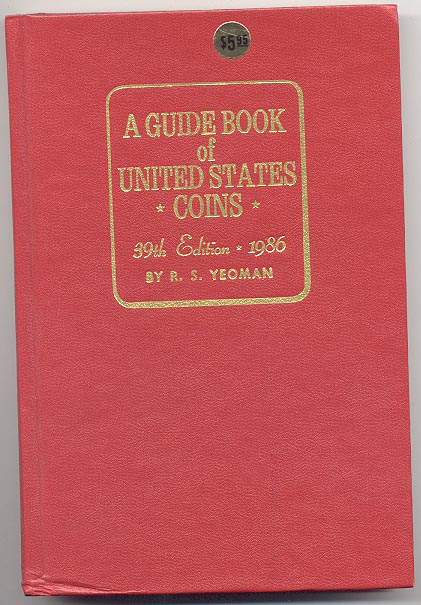 $5.95
A GUIDE BOOK
of
UNITED STATES
★ COINS ★
39th Edition • 1986
BY R. S. YEOMAN